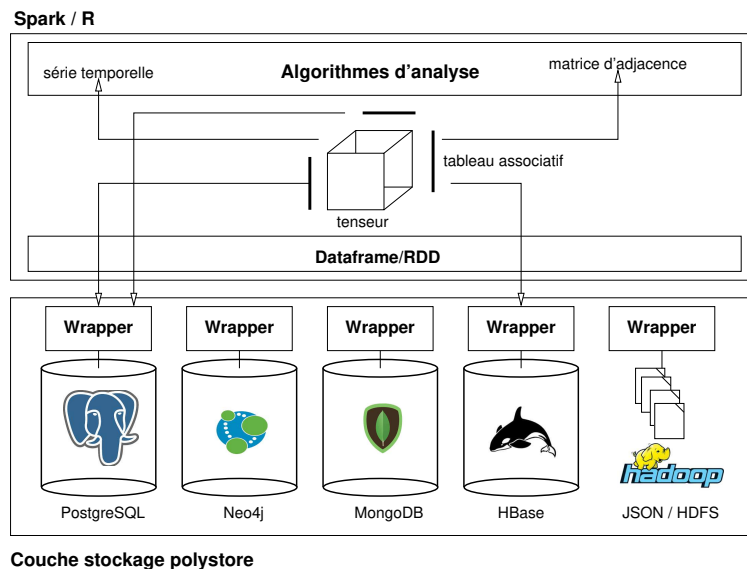 Spark / R
Algorithmes d'analyse
série temporelle
matrice d'adjacence
tableau associatif
tenseur
Dataframe/RDD
Wrapper
Wrapper
Wrapper
Wrapper
Wrapper
hadoop
PostgreSQL
Neo4j
MongoDB
HBase
JSON / HDFS
Couche stockage polystore